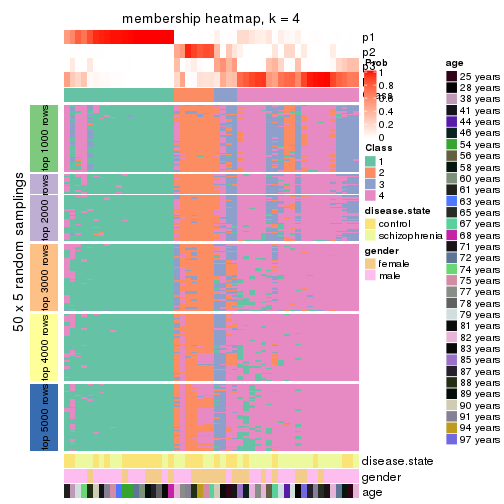 membership heatmap, k = 4
p1
p2
p3
Prob
1
0.8
0.6
0.4
0.2
0
Class
1
2
3
4
disease.state
control
schizophrenia
gender
female
male
age
25 years
28 years
38 years
41 years
44 years
46 years
54 years
56 years
58 years
60 years
61 years
63 years
65 years
67 years
68 years
71 years
72 years
74 years
75 years
77 years
78 years
79 years
81 years
82 years
83 years
85 years
87 years
88 years
89 years
90 years
91 years
94 years
97 years
50 x 5 random samplings
top 1000 rows
top 2000 rows
top 3000 rows
top 4000 rows
top 5000 rows
disease.state
gender
age